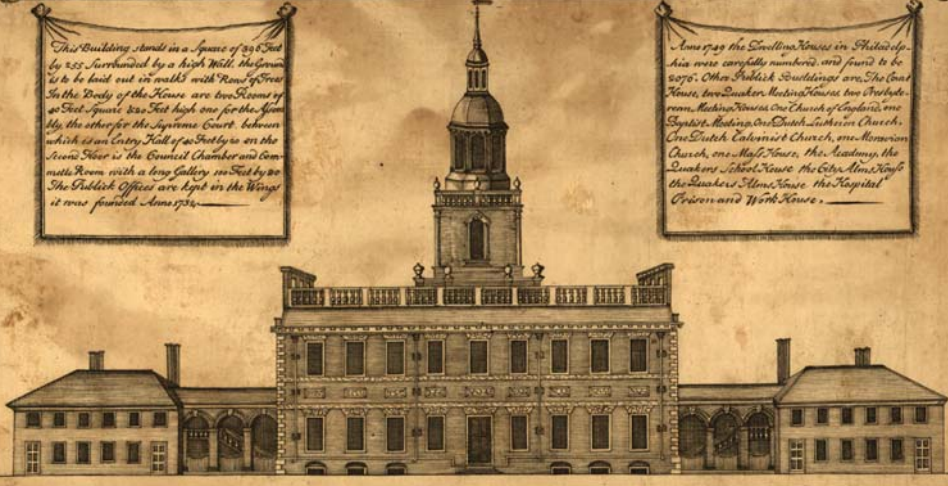 This Building stands in a Square of 396 Feet
by 255 Surrounded by a high Wall. the Ground
is to be laid out in walks with Rows of Trees
In the Body of the House are two Rooms of
40 Feet Square &20 Feet high one for the Assem
bly, the other for the Supreme Court. between
which is an Entry Hall of 40 Feet by 20 on the
Second Floor is the Council Chamber and Com-
mittê Room with a long Gallery 100 Feet by 20
The Publick Offices are kept in the Wings
it was founded Anno 1732
Anno 1749 the Dwelling Houses in Philadelp-
hia were carefully numbered, and found to be
2076. Other Publick Buildings are, The Court
House, two Quaker Meeting Houses, two Presbyte-
rean Meeting Houses, One Church of England, one
Baptist Meeting, One Dutch Lutheran Church,
One Dutch Calvinist Church, one Moravian
Church, one Mass House, the Academy, the
Quakers School House the City Alms House
the Quakers Alms House the Hospital
Prison and Work House.